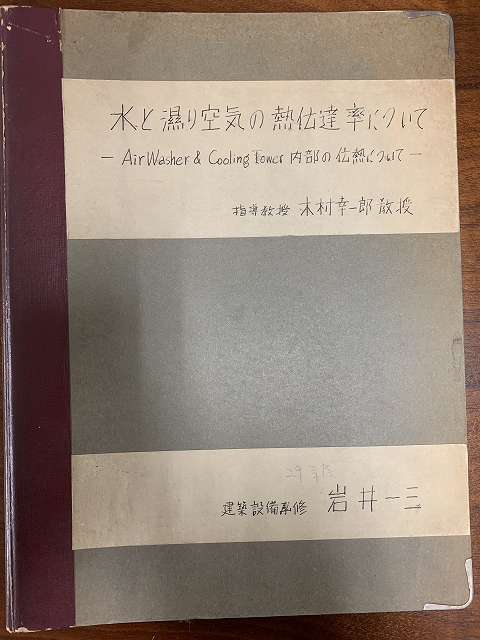 水と濕り空気の熱伝達率について
— Air Washer & Cooling Tower 内部の伝熱について —
指導教授 木村幸一郎教授
29
建築設備専修 岩井一三